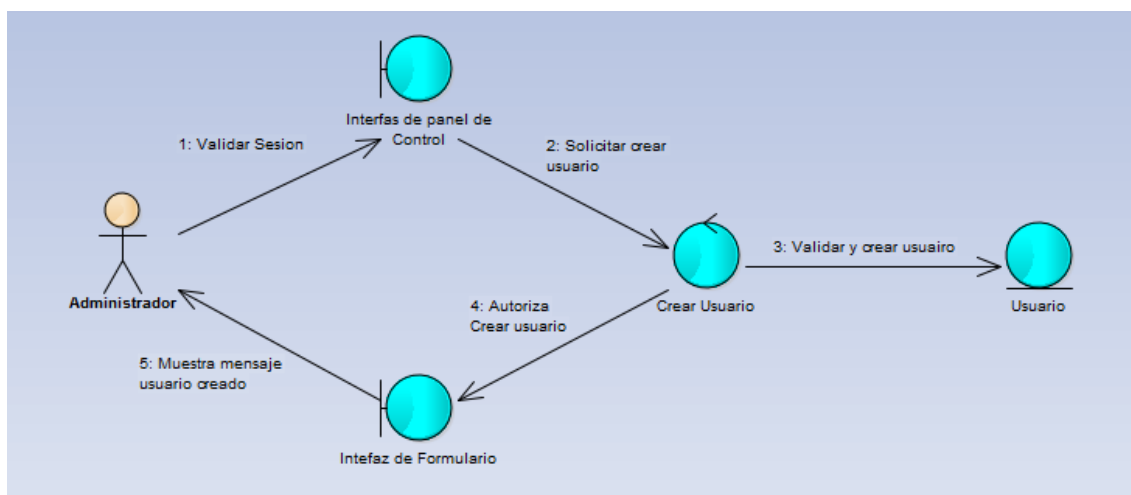 Interfas de panel de
Control
1: Validar Sesion
2: Solicitar crear
usuario
Administrador
Crear Usuario
3: Validar y crear usuairo
Usuario
4: Autoriza
Crear usuario
5: Muestra mensaje
usuario creado
Intefaz de Formulario